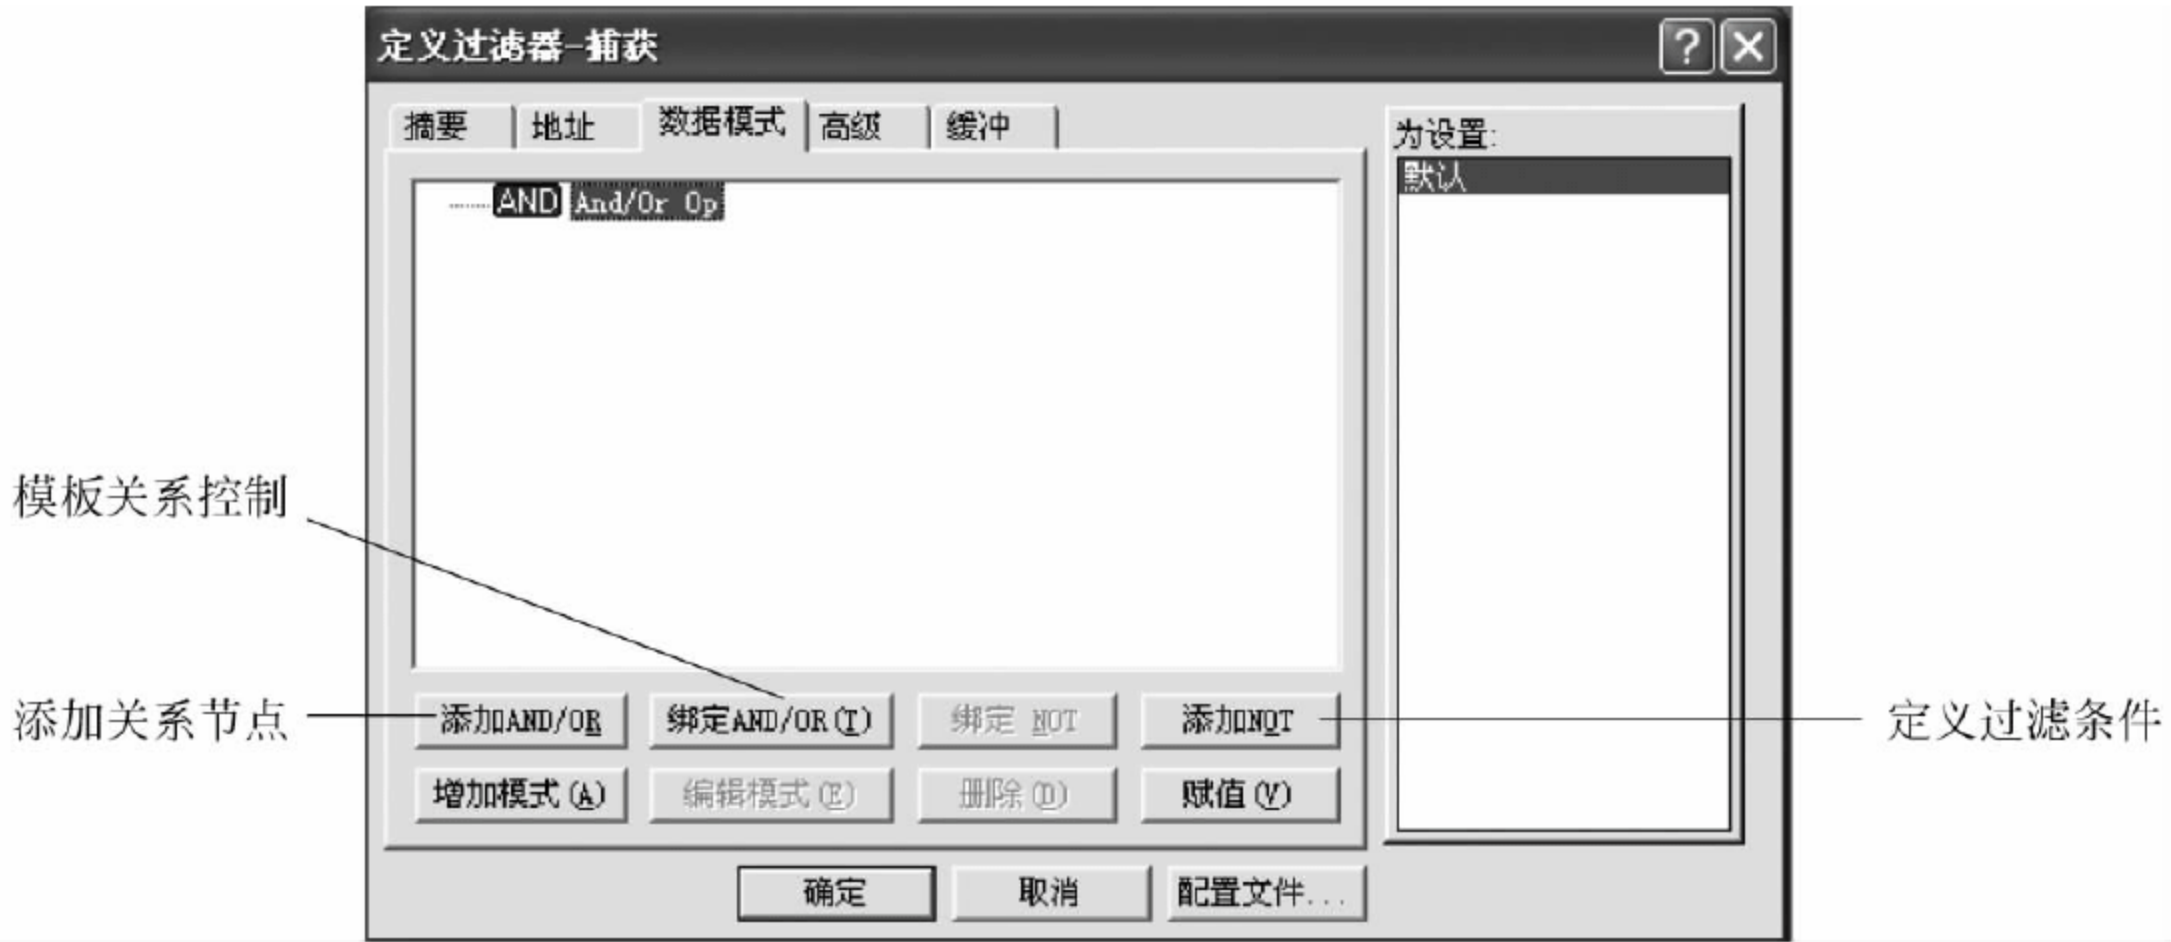 定义过滤器-捕获
摘要 地址 数据模式 高级 缓冲
为设置:
默认
AND And/Or Op
模板关系控制
添加关系节点
添加AND/OR 绑定AND/OR(T) 绑定 NOT 添加NOT
定义过滤条件
增加模式(A) 编辑模式(E) 删除(D) 赋值(V)
确定 取消 配置文件...